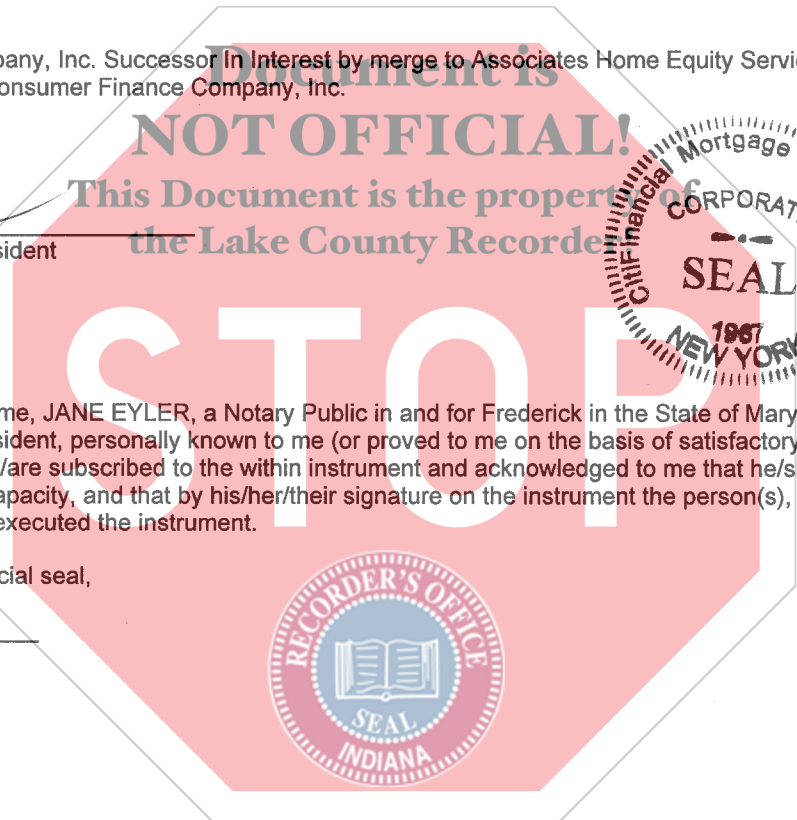 pany, Inc. Successor In Interest by merge to Associates Home Equity Servi
onsumer Finance Company, Inc.
Document is
NOT OFFICIAL!
This Document is the property of
the Lake County Recorder!
sident
CitiFinancial Mortgage
CORPORAT
SEAL
1967
NEW YORK
STOP
me, JANE EYLER, a Notary Public in and for Frederick in the State of Mary
sident, personally known to me (or proved to me on the basis of satisfactory
/are subscribed to the within instrument and acknowledged to me that he/s
apacity, and that by his/her/their signature on the instrument the person(s),
executed the instrument.
cial seal,
RECORDER'S OFFICE
SEAL
INDIANA